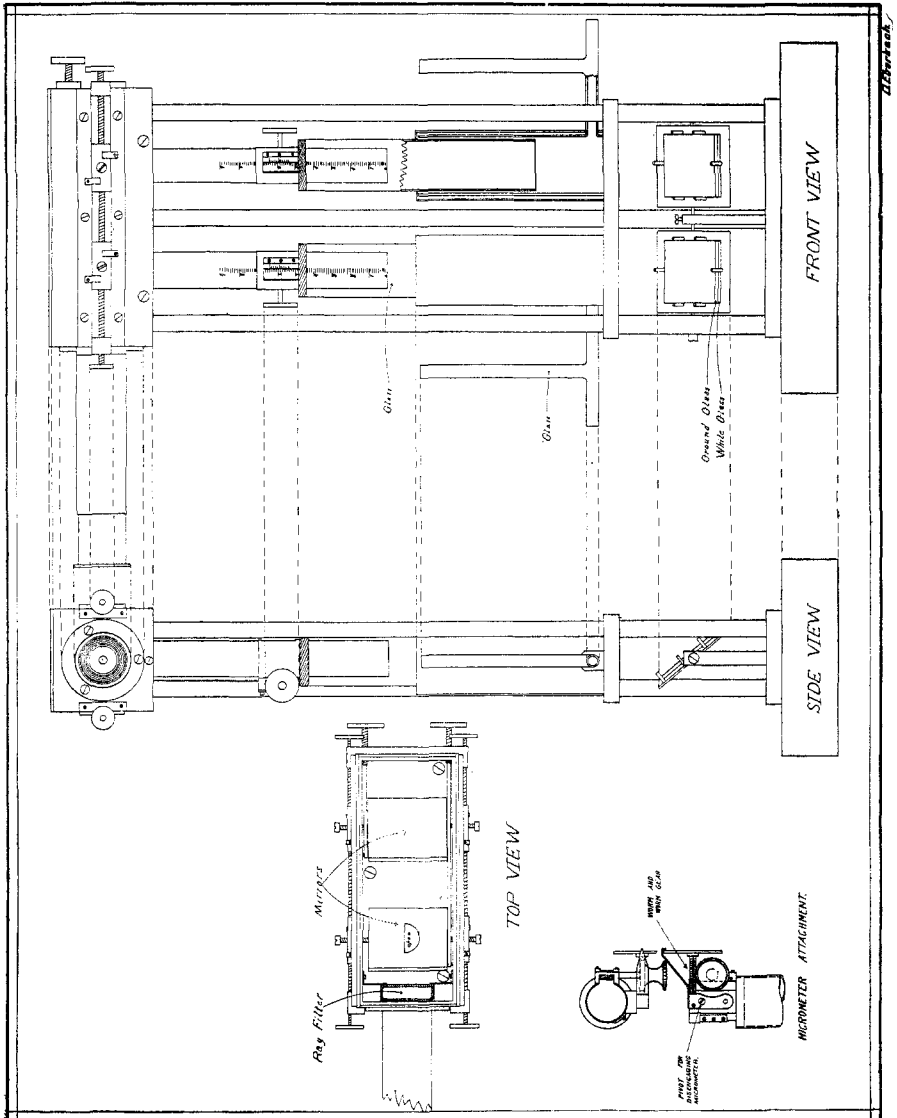 FRONT VIEW
Glass
Glass
Ground Glass
White Glass
SIDE VIEW
TOP VIEW
Mirrors
Ray Filter
open
WORM AND
WORM GEAR
PIVOT FOR
DISENGAGING
MICROMETER.
MICROMETER ATTACHMENT.